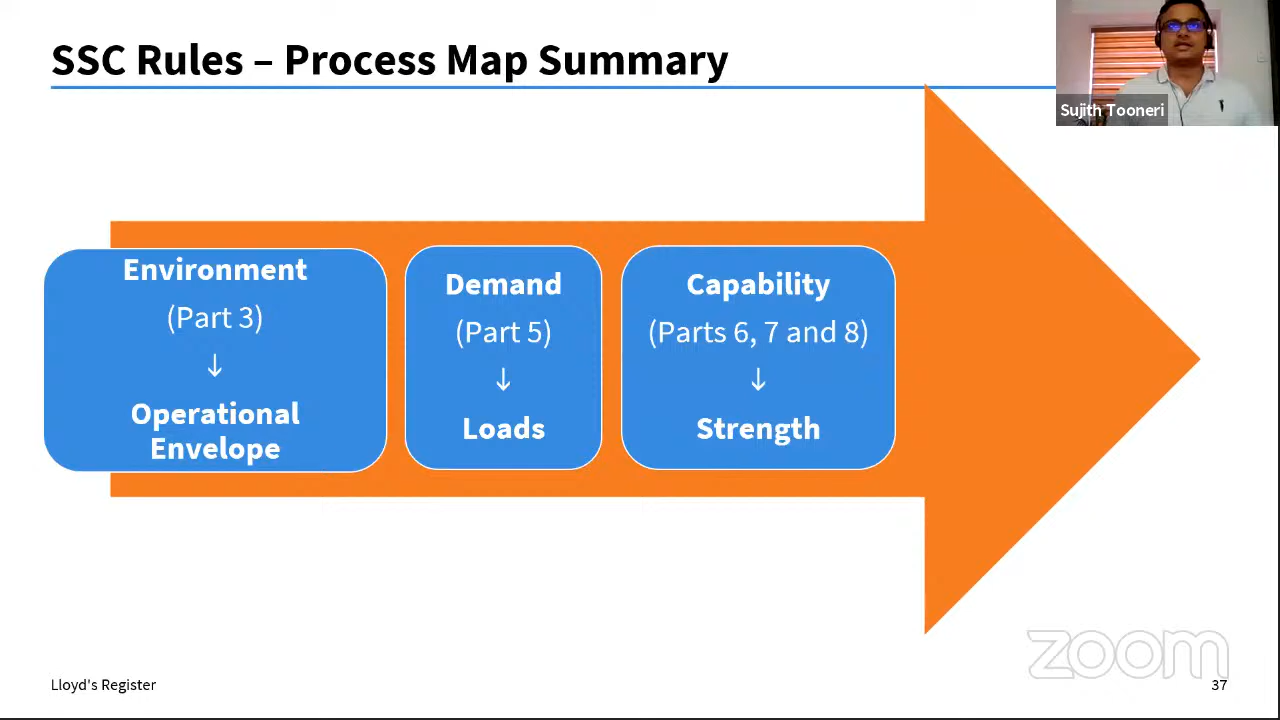 SSC Rules – Process Map Summary
Sujith Tooneri
Environment
(Part 3)
↓
Operational
Envelope
Demand
(Part 5)
↓
Loads
Capability
(Parts 6, 7 and 8)
↓
Strength
zoom
Lloyd's Register
37